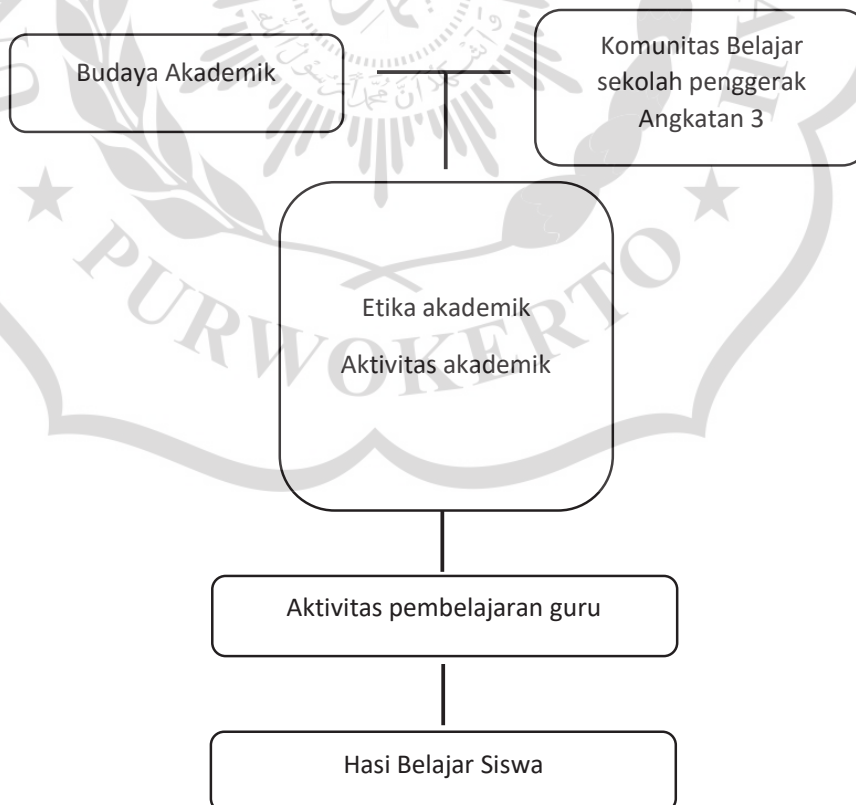 Budaya Akademik
Komunitas Belajar
sekolah penggerak
Angkatan 3
Etika akademik
Aktivitas akademik
PURWOKERTO
Aktivitas pembelajaran guru
Hasi Belajar Siswa